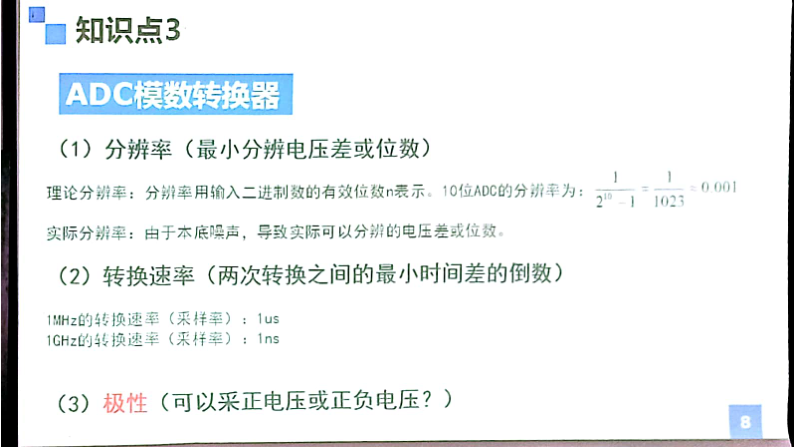 知识点3
ADC模数转换器
（1）分辨率（最小分辨电压差或位数）
理论分辨率：分辨率用输入二进制数的有效位数n表示。10位ADC的分辨率为：1/(2^10 −1) = 1/1023 ≈ 0.001
实际分辨率：由于本底噪声，导致实际可以分辨的电压差或位数。
（2）转换速率（两次转换之间的最小时间差的倒数）
1MHz的转换速率（采样率）：1us
1GHz的转换速率（采样率）：1ns
（3）极性（可以采正电压或正负电压？）
8